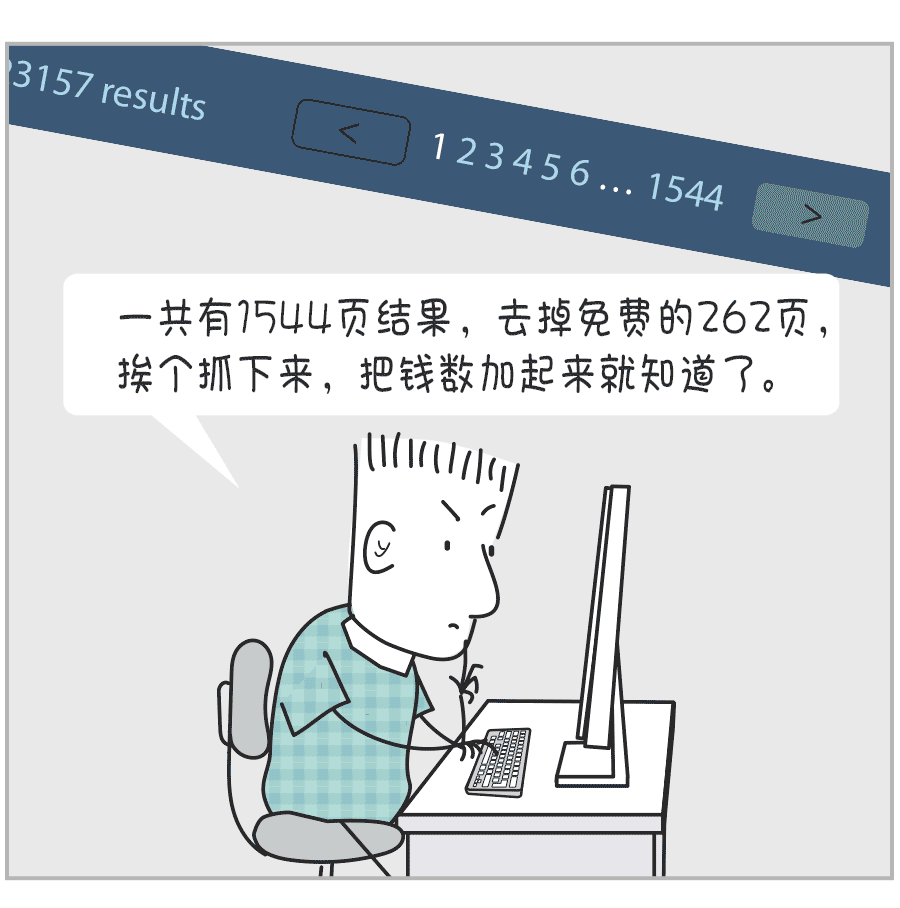 23157 results < 1 2 3 4 5 6 ... 1544 >
一共有1544页结果，去掉免费的262页，
挨个抓下来，把钱数加起来就知道了。